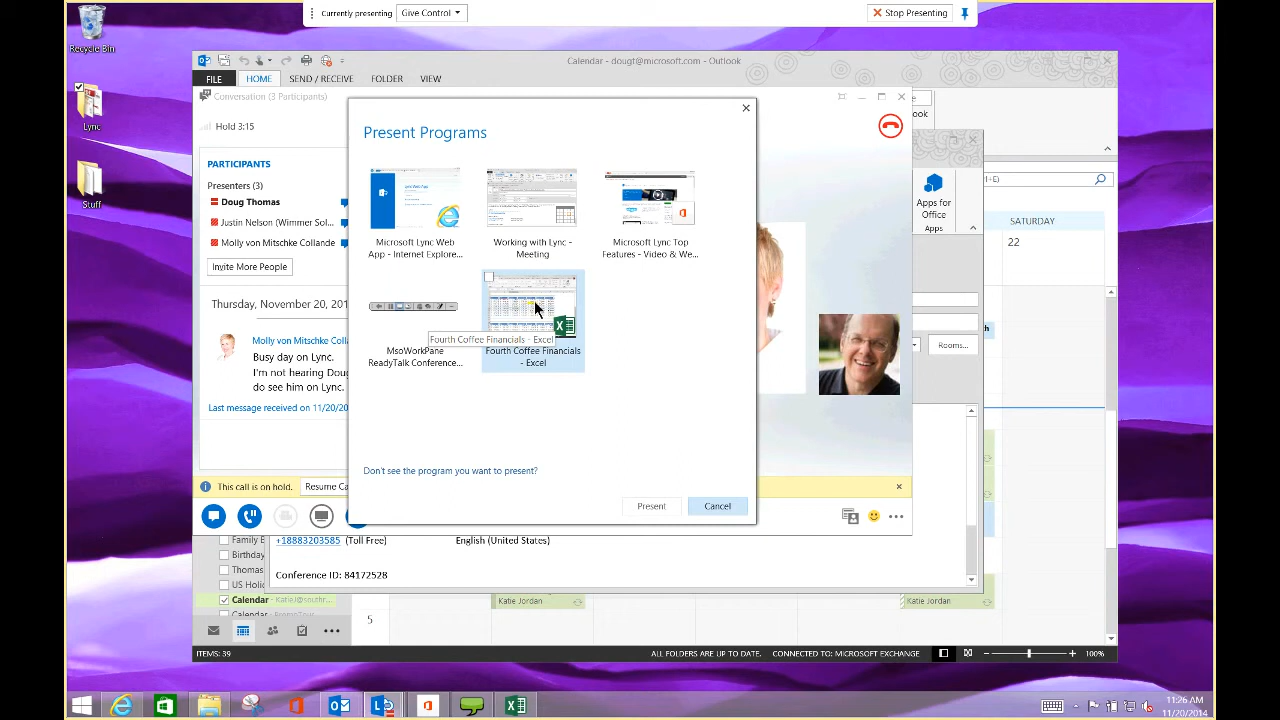 Currently presenting
Give Control
Stop Presenting
Recycle Bin
Lync
Stuff
Calendar - dougt@microsoft.com - Outlook
FILE
HOME
SEND / RECEIVE
FOLDER
VIEW
Conversation (3 Participants)
Hold 3:15
PARTICIPANTS
Presenters (3)
Doug Thomas
Justin Nelson (Wimmer Sol...
Molly von Mitschke Collande
Invite More People
Thursday, November 20, 201
Molly von Mitschke Coll
Busy day on Lync.
I'm not hearing Doug
do see him on Lync.
Last message received on 11/20/20
This call is on hold.
Resume Ca
Present Programs
Microsoft Lync Web
App - Internet Explore...
Working with Lync -
Meeting
Microsoft Lync Top
Features - Video & We...
MsoWorkPane
ReadyTalk Conference...
Fourth Coffee Financials - Excel
Fourth Coffee Financials
- Excel
Don't see the program you want to present?
Present
Cancel
Apps for
Office
Apps
Rooms...
SATURDAY
22
+18883203585 (Toll Free)
English (United States)
Conference ID: 84172528
Birthday
Thomas
US Holi
Calendar
5
Katie Jordan
Katie Jordan
ITEMS: 39
ALL FOLDERS ARE UP TO DATE.
CONNECTED TO: MICROSOFT EXCHANGE
100%
11:26 AM
11/20/2014